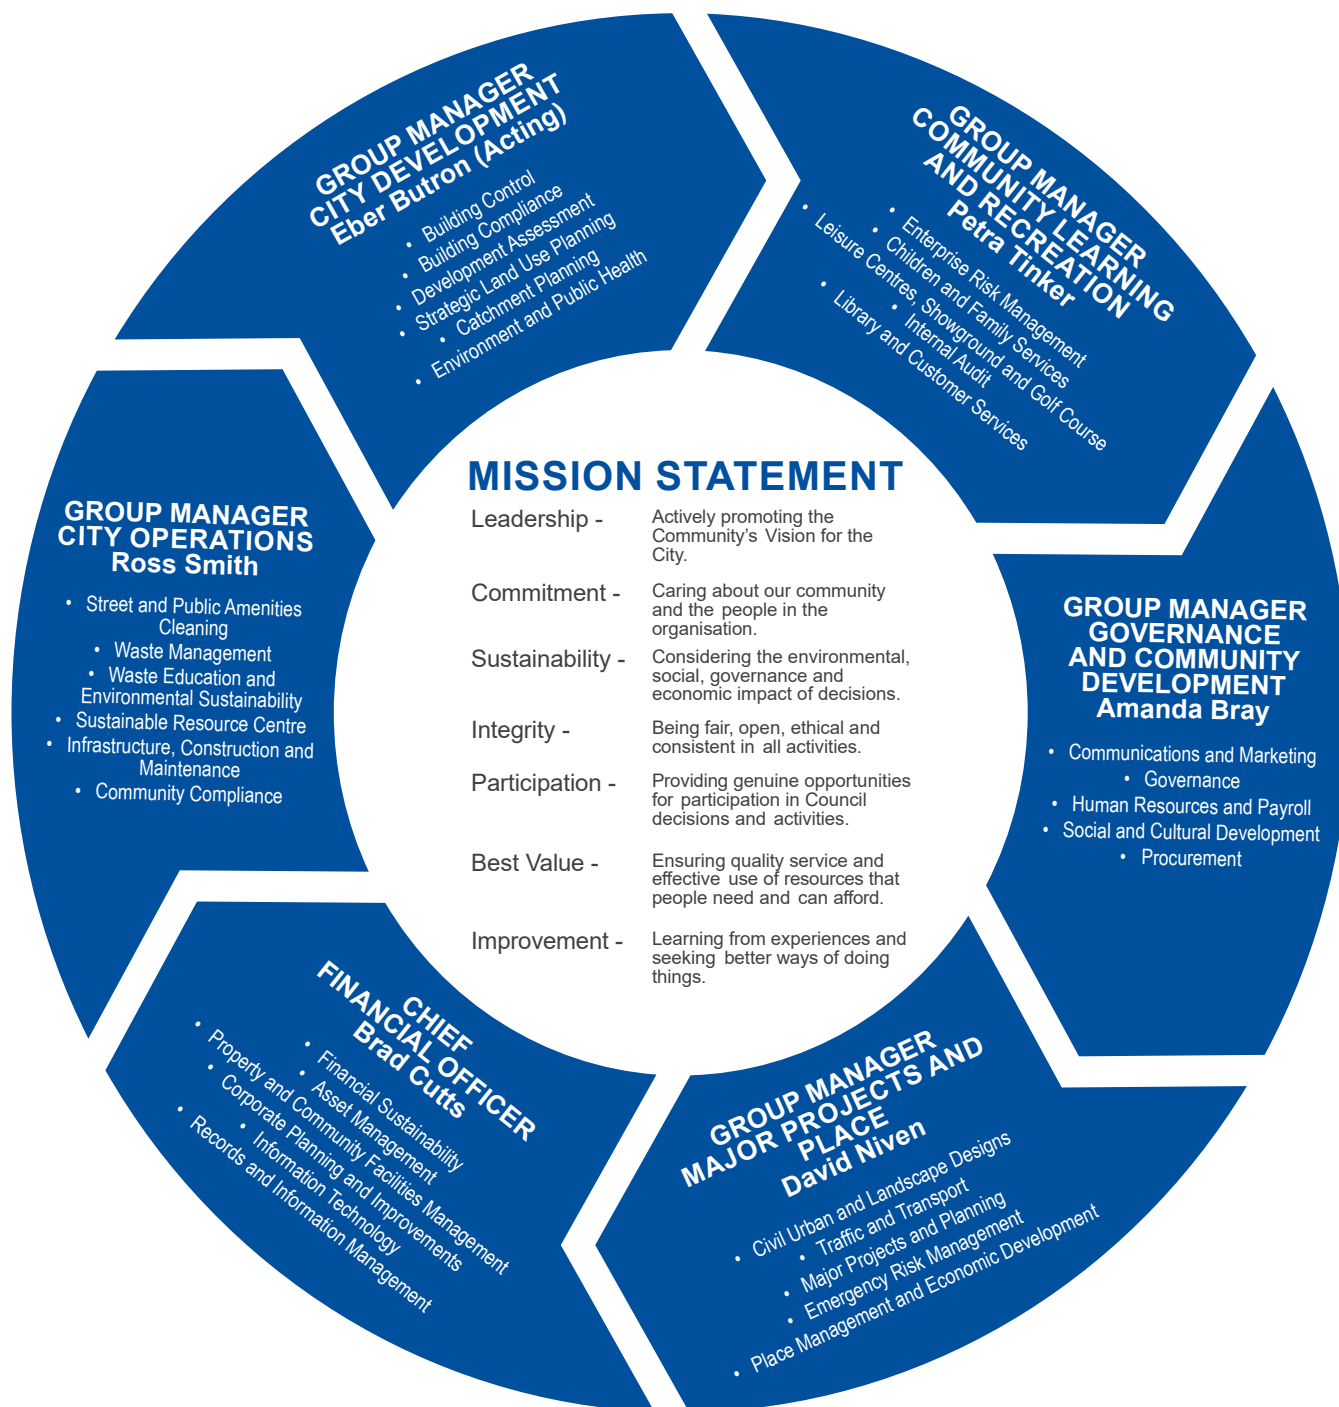 GROUP MANAGER
CITY DEVELOPMENT
Eber Butron (Acting)
• Building Control
• Building Compliance
• Development Assessment
• Strategic Land Use Planning
• Catchment Planning
• Environment and Public Health
GROUP MANAGER
COMMUNITY LEARNING
AND RECREATION
Petra Tinker
• Enterprise Risk Management
• Children and Family Services
• Leisure Centres, Showground and Golf Course
• Internal Audit
• Library and Customer Services
GROUP MANAGER
GOVERNANCE
AND COMMUNITY
DEVELOPMENT
Amanda Bray
• Communications and Marketing
• Governance
• Human Resources and Payroll
• Social and Cultural Development
• Procurement
GROUP MANAGER
MAJOR PROJECTS AND
PLACE
David Niven
• Civil Urban and Landscape Designs
• Traffic and Transport
• Major Projects and Planning
• Emergency Risk Management
• Place Management and Economic Development
CHIEF
FINANCIAL OFFICER
Brad Cutts
• Financial Sustainability
• Asset Management
• Property and Community Facilities Management
• Corporate Planning and Improvements
• Information Technology
• Records and Information Management
GROUP MANAGER
CITY OPERATIONS
Ross Smith
• Street and Public Amenities
Cleaning
• Waste Management
• Waste Education and
Environmental Sustainability
• Sustainable Resource Centre
• Infrastructure, Construction and
Maintenance
• Community Compliance
MISSION STATEMENT
Leadership - Actively promoting the
Community's Vision for the
City.
Commitment - Caring about our community
and the people in the
organisation.
Sustainability - Considering the environmental,
social, governance and
economic impact of decisions.
Integrity - Being fair, open, ethical and
consistent in all activities.
Participation - Providing genuine opportunities
for participation in Council
decisions and activities.
Best Value - Ensuring quality service and
effective use of resources that
people need and can afford.
Improvement - Learning from experiences and
seeking better ways of doing
things.